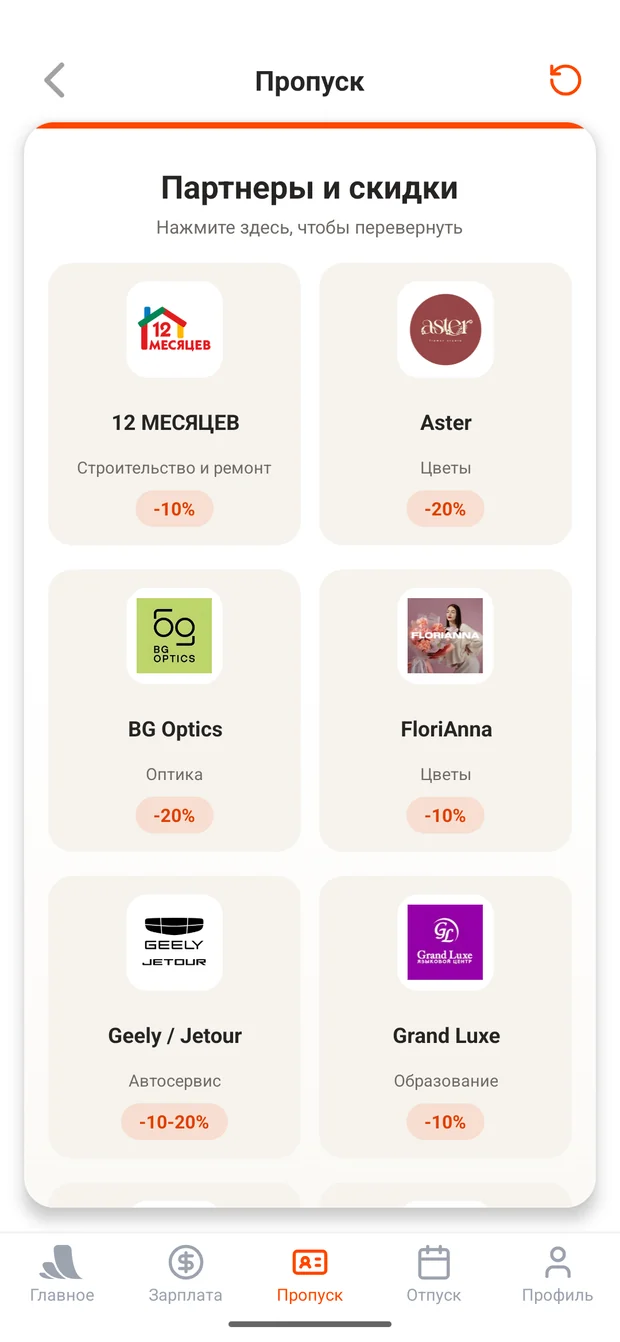 Пропуск
Партнеры и скидки
Нажмите здесь, чтобы перевернуть
12
МЕСЯЦЕВ
12 МЕСЯЦЕВ
Строительство и ремонт
-10%
aster
Aster
Цветы
-20%
bg
BG
OPTICS
BG Optics
Оптика
-20%
FLORIANNA
FloriAnna
Цветы
-10%
GEELY
JETOUR
Geely / Jetour
Автосервис
-10-20%
GL
Grand Luxe
ЯЗЫКОВОЙ ЦЕНТР
Grand Luxe
Образование
-10%
Главное
Зарплата
Пропуск
Отпуск
Профиль